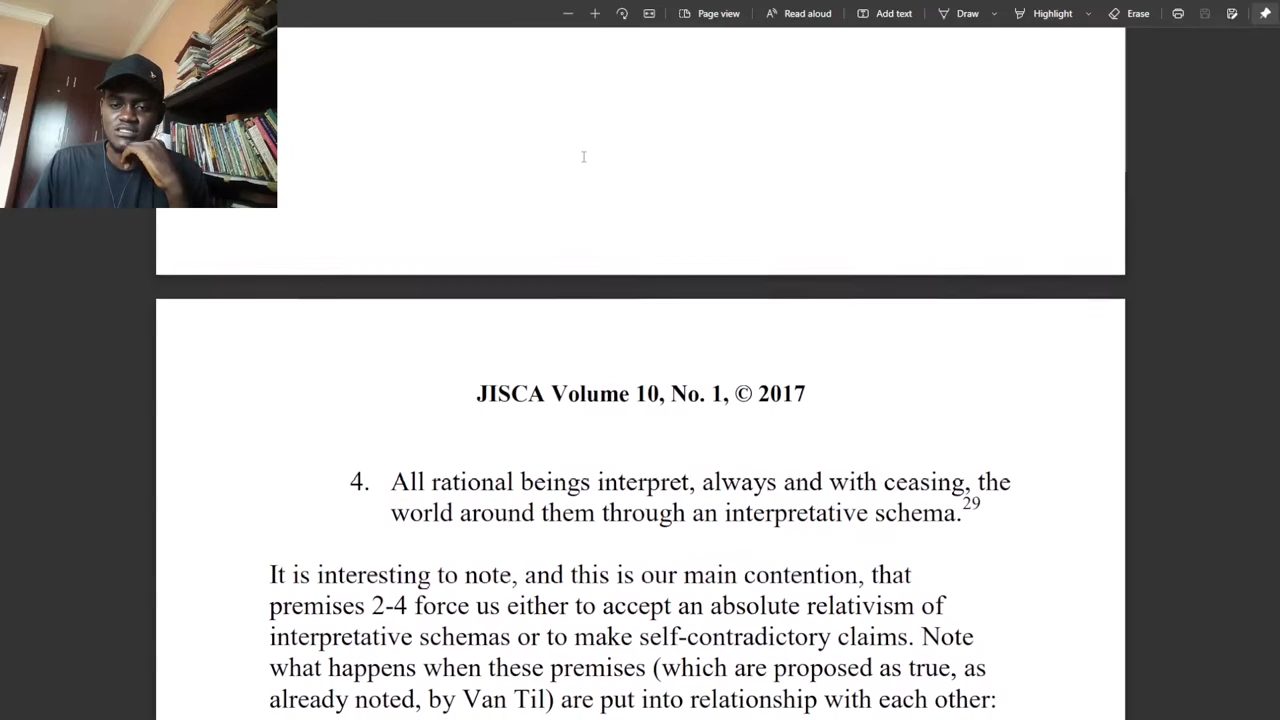 Page view
Read aloud
Add text
Draw
Highlight
Erase
JISCA Volume 10, No. 1, © 2017
4. All rational beings interpret, always and with ceasing, the
world around them through an interpretative schema.29
It is interesting to note, and this is our main contention, that
premises 2-4 force us either to accept an absolute relativism of
interpretative schemas or to make self-contradictory claims. Note
what happens when these premises (which are proposed as true, as
already noted, by Van Til) are put into relationship with each other: